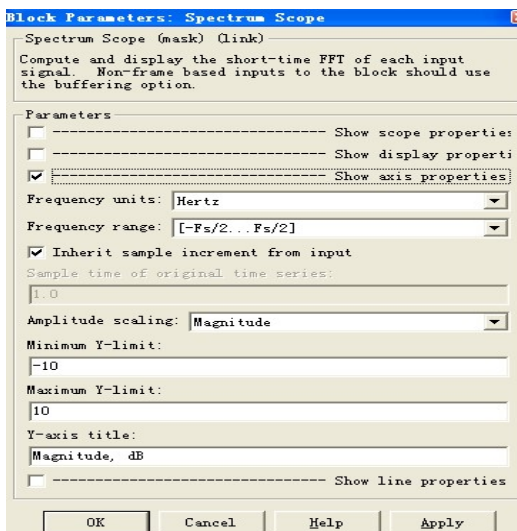 Block Parameters: Spectrum Scope
Spectrum Scope (mask) (link)
Compute and display the short-time FFT of each input
signal. Non-frame based inputs to the block should use
the buffering option.
Parameters
-------------------------------- Show scope properties
-------------------------------- Show display properti
-------------------------------- Show axis properties
Frequency units: Hertz
Frequency range: [-Fs/2...Fs/2]
Inherit sample increment from input
Sample time of original time series:
1.0
Amplitude scaling: Magnitude
Minimum Y-limit:
-10
Maximum Y-limit:
10
Y-axis title:
Magnitude, dB
-------------------------------- Show line properties
OK Cancel Help Apply